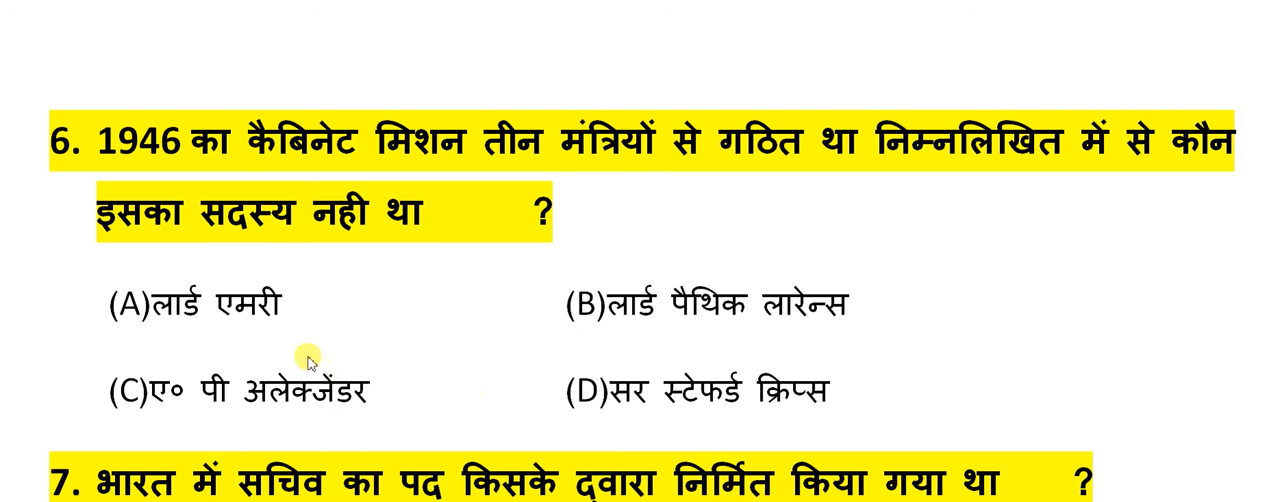 6. 1946 का कैबिनेट मिशन तीन मंत्रियों से गठित था निम्नलिखित में से कौन
इसका सदस्य नही था ?
(A)लार्ड एमरी (B)लार्ड पैथिक लारेन्स
(C)ए० पी अलेक्जेंडर (D)सर स्टेफर्ड क्रिप्स
7. भारत में सचिव का पद किसके द्वारा निर्मित किया गया था ?